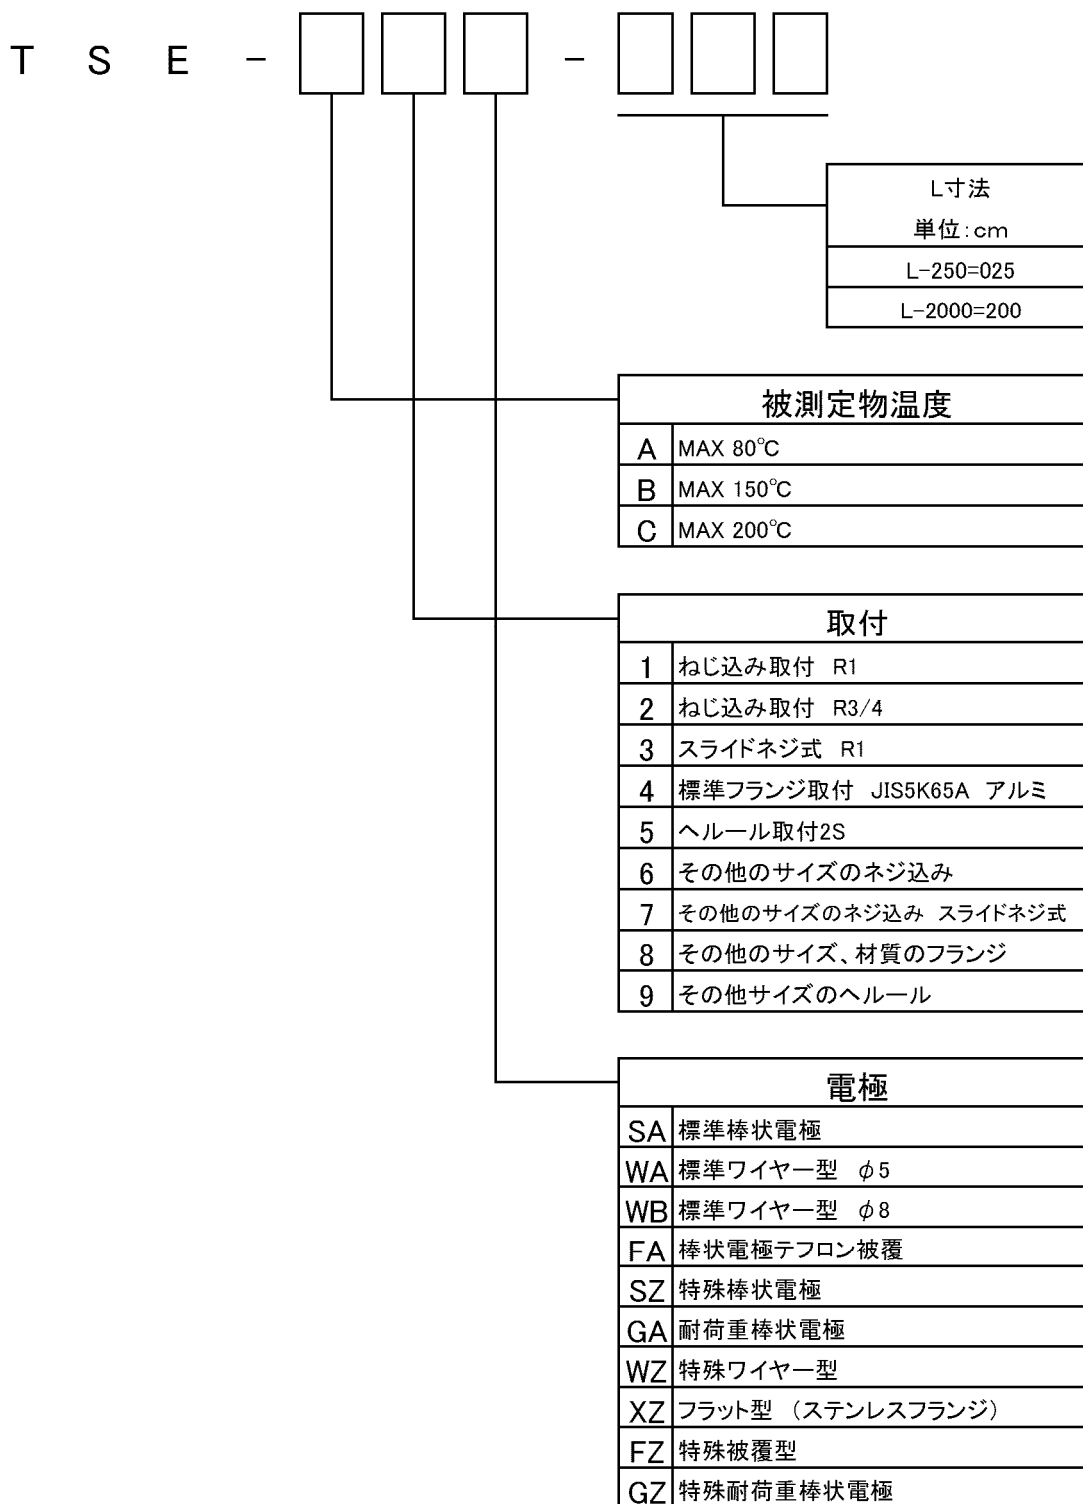 T S E - -
L寸法
単位:cm
L-250=025
L-2000=200
被測定物温度
A MAX 80℃
B MAX 150℃
C MAX 200℃
取付
1 ねじ込み取付 R1
2 ねじ込み取付 R3/4
3 スライドネジ式 R1
4 標準フランジ取付 JIS5K65A アルミ
5 ヘルール取付2S
6 その他のサイズのネジ込み
7 その他のサイズのネジ込み スライドネジ式
8 その他のサイズ、材質のフランジ
9 その他サイズのヘルール
電極
SA 標準棒状電極
WA 標準ワイヤー型 φ5
WB 標準ワイヤー型 φ8
FA 棒状電極テフロン被覆
SZ 特殊棒状電極
GA 耐荷重棒状電極
WZ 特殊ワイヤー型
XZ フラット型 (ステンレスフランジ)
FZ 特殊被覆型
GZ 特殊耐荷重棒状電極